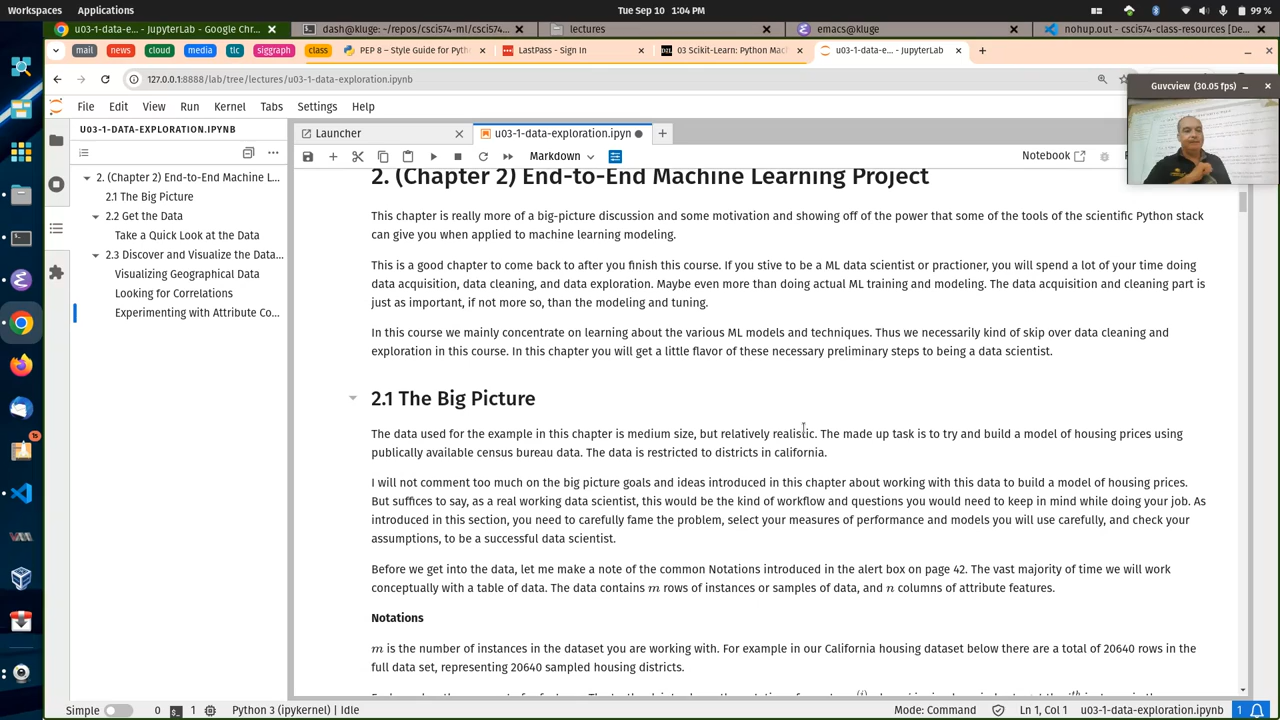 Workspaces Applications Tue Sep 10 1:04 PM 99 %
u03-1-data-exploration.ipynb - JupyterLab - Google Chr... dash@kluge: ~/repos/csci574-ml/csci574... lectures emacs@kluge nohup.out - csci574-class-resources [De...
mail news cloud media tlc siggraph class PEP 8 – Style Guide for Pyth LastPass - Sign In 03 Scikit-Learn: Python Mac u03-1-data-e... - JupyterLab
127.0.0.1:8888/lab/tree/lectures/u03-1-data-exploration.ipynb
Guvcview (30.05 fps)
File Edit View Run Kernel Tabs Settings Help
U03-1-DATA-EXPLORATION.IPYNB
Launcher u03-1-data-exploration.ipyn
Markdown Notebook
2. (Chapter 2) End-to-End Machine L...
2.1 The Big Picture
2.2 Get the Data
Take a Quick Look at the Data
2.3 Discover and Visualize the Data...
Visualizing Geographical Data
Looking for Correlations
Experimenting with Attribute Co...
2. (Chapter 2) End-to-End Machine Learning Project
This chapter is really more of a big-picture discussion and some motivation and showing off of the power that some of the tools of the scientific Python stack
can give you when applied to machine learning modeling.
This is a good chapter to come back to after you finish this course. If you stive to be a ML data scientist or practioner, you will spend a lot of your time doing
data acquisition, data cleaning, and data exploration. Maybe even more than doing actual ML training and modeling. The data acquisition and cleaning part is
just as important, if not more so, than the modeling and tuning.
In this course we mainly concentrate on learning about the various ML models and techniques. Thus we necessarily kind of skip over data cleaning and
exploration in this course. In this chapter you will get a little flavor of these necessary preliminary steps to being a data scientist.
2.1 The Big Picture
The data used for the example in this chapter is medium size, but relatively realistic. The made up task is to try and build a model of housing prices using
publically available census bureau data. The data is restricted to districts in california.
I will not comment too much on the big picture goals and ideas introduced in this chapter about working with this data to build a model of housing prices.
But suffices to say, as a real working data scientist, this would be the kind of workflow and questions you would need to keep in mind while doing your job. As
introduced in this section, you need to carefully fame the problem, select your measures of performance and models you will use carefully, and check your
assumptions, to be a successful data scientist.
Before we get into the data, let me make a note of the common Notations introduced in the alert box on page 42. The vast majority of time we will work
conceptually with a table of data. The data contains m rows of instances or samples of data, and n columns of attribute features.
Notations
m is the number of instances in the dataset you are working with. For example in our California housing dataset below there are a total of 20640 rows in the
full data set, representing 20640 sampled housing districts.
15
Simple 0 1 Python 3 (ipykernel) | Idle Mode: Command Ln 1, Col 1 u03-1-data-exploration.ipynb 1